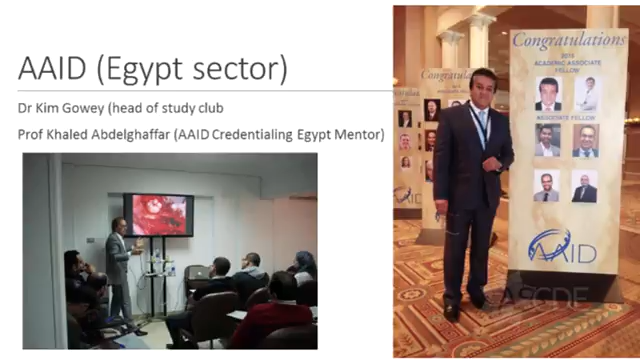 AAID (Egypt sector)
Dr Kim Gowey (head of study club
Prof Khaled Abdelghaffar (AAID Credentialing Egypt Mentor)
Congratulations
ACADEMIC ASSOCIATE
FELLOW
ASSOCIATE FELLOW
AAID
Congratulations